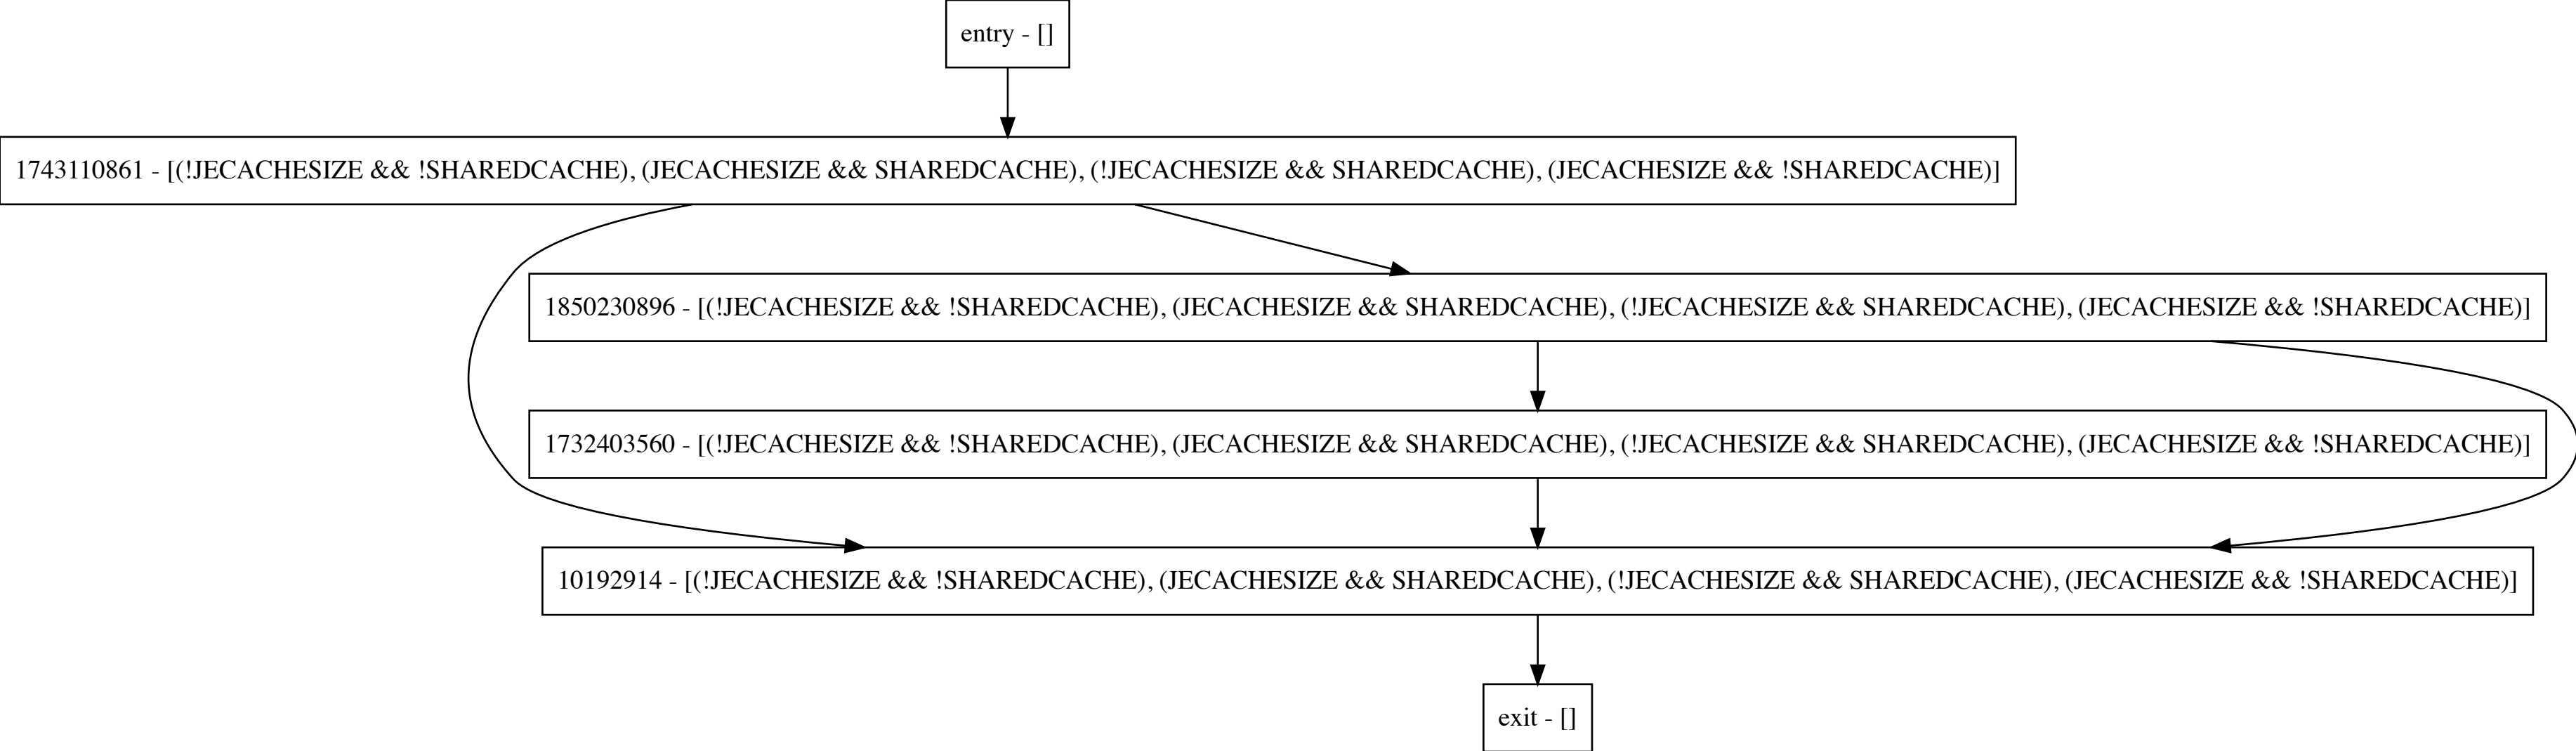 entry - []
1743110861 - [(!JECACHESIZE && !SHAREDCACHE), (JECACHESIZE && SHAREDCACHE), (!JECACHESIZE && SHAREDCACHE), (JECACHESIZE && !SHAREDCACHE)]
1850230896 - [(!JECACHESIZE && !SHAREDCACHE), (JECACHESIZE && SHAREDCACHE), (!JECACHESIZE && SHAREDCACHE), (JECACHESIZE && !SHAREDCACHE)]
1732403560 - [(!JECACHESIZE && !SHAREDCACHE), (JECACHESIZE && SHAREDCACHE), (!JECACHESIZE && SHAREDCACHE), (JECACHESIZE && !SHAREDCACHE)]
10192914 - [(!JECACHESIZE && !SHAREDCACHE), (JECACHESIZE && SHAREDCACHE), (!JECACHESIZE && SHAREDCACHE), (JECACHESIZE && !SHAREDCACHE)]
exit - []